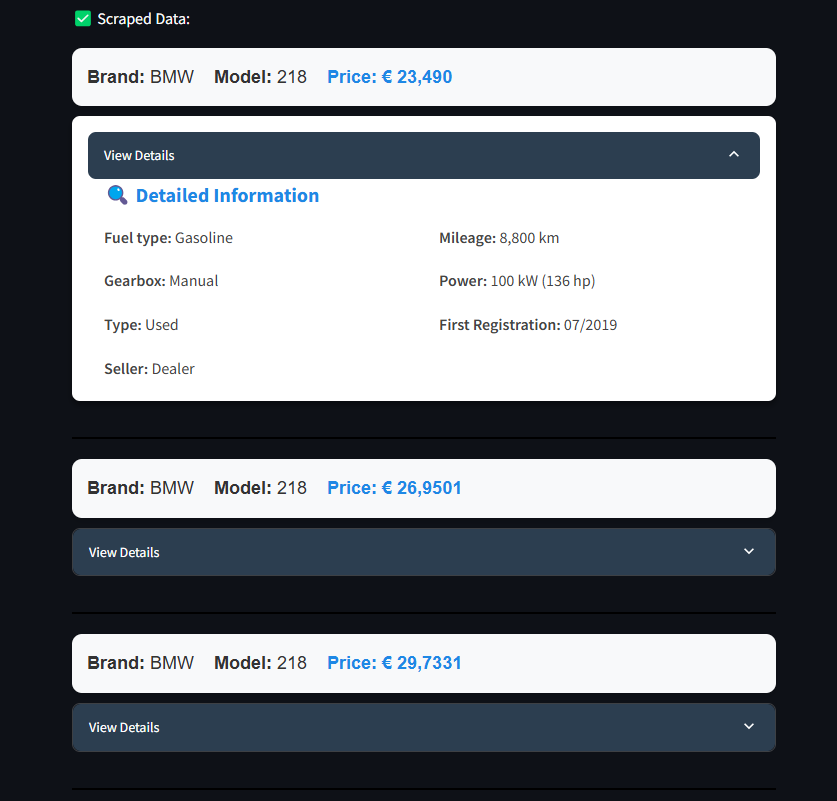 Scraped Data:
Brand: BMW Model: 218 Price: € 23,490
View Details
Detailed Information
Fuel type: Gasoline Mileage: 8,800 km
Gearbox: Manual Power: 100 kW (136 hp)
Type: Used First Registration: 07/2019
Seller: Dealer
Brand: BMW Model: 218 Price: € 26,9501
View Details
Brand: BMW Model: 218 Price: € 29,7331
View Details